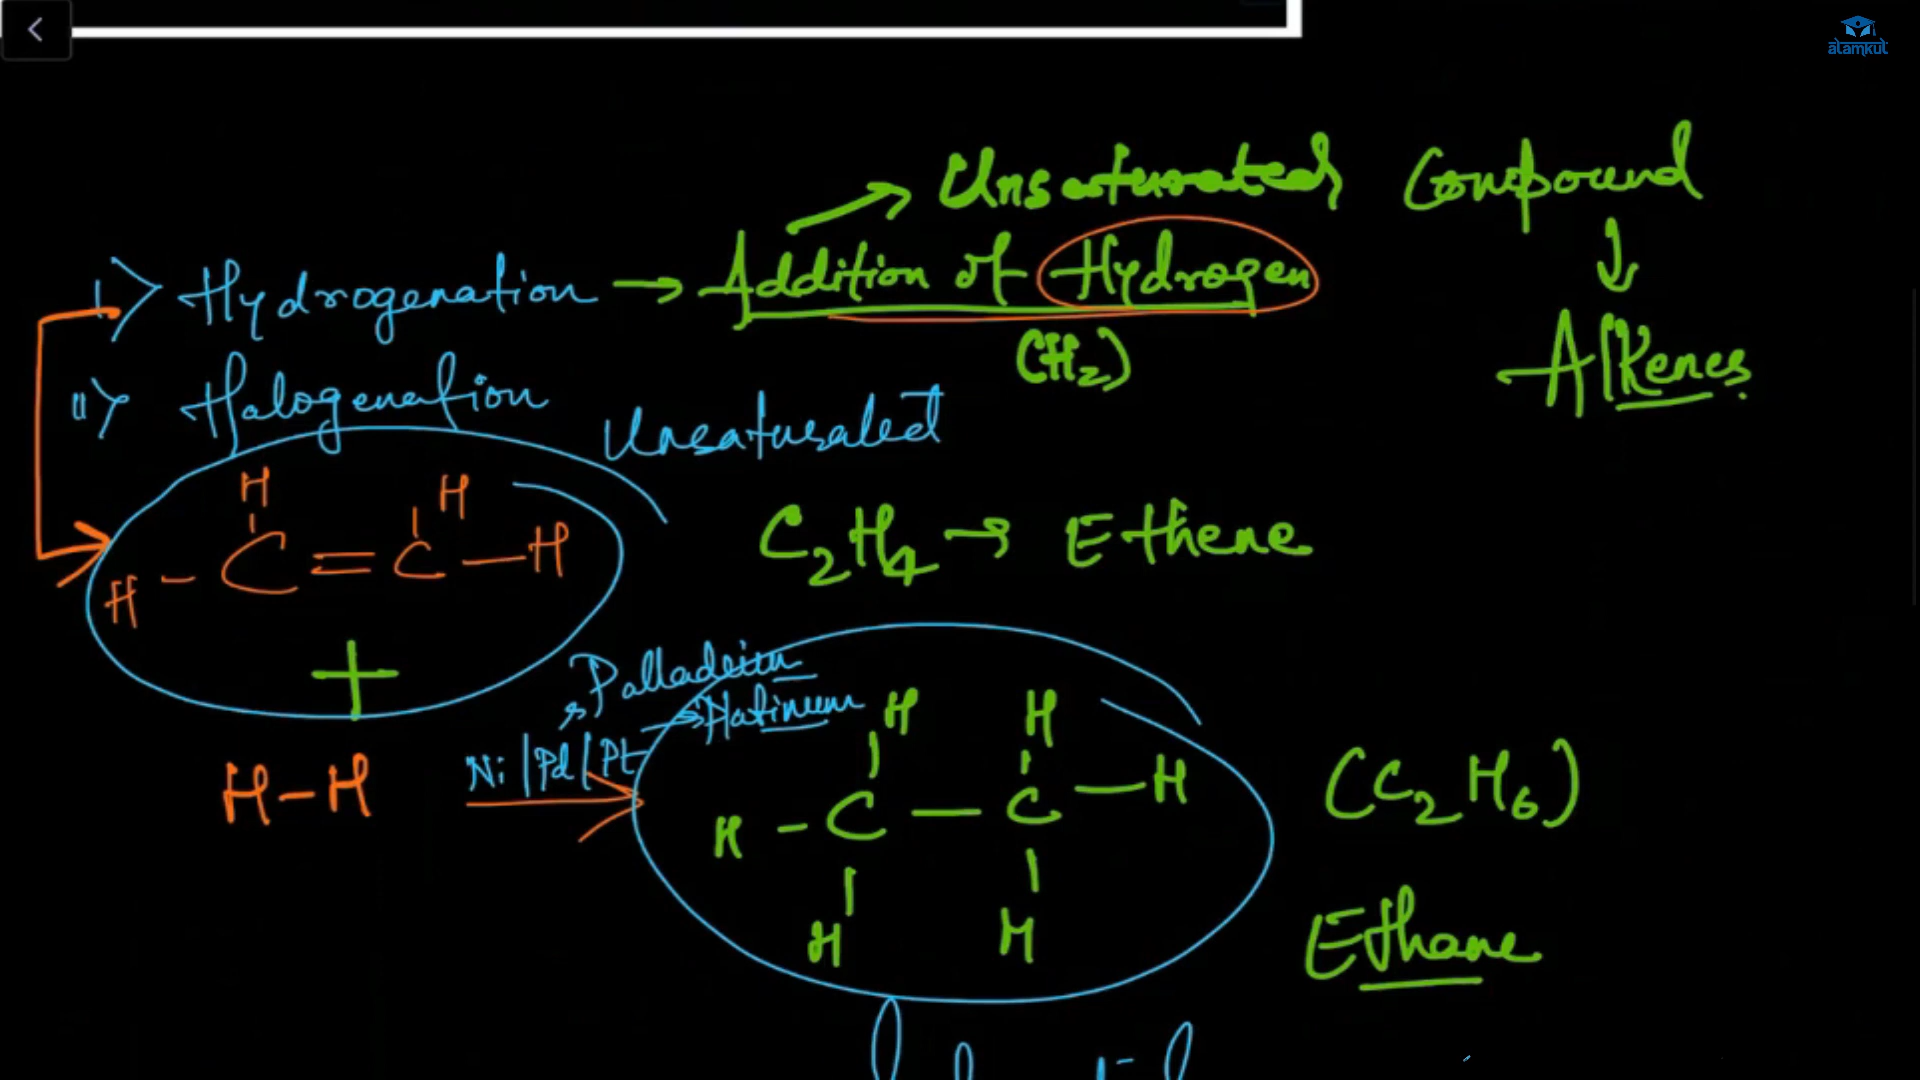 alamkut
Unsaturated Compound
i) Hydrogenation → Addition of Hydrogen
(H₂)
Alkenes
ii) Halogenation
Unsaturated
H H
H - C = C - H
C₂H₄ → Ethene
+
Palladium
Platinum
H - H
Ni | Pd | Pt
H H
H - C - C - H
H H
(C₂H₆)
Ethane